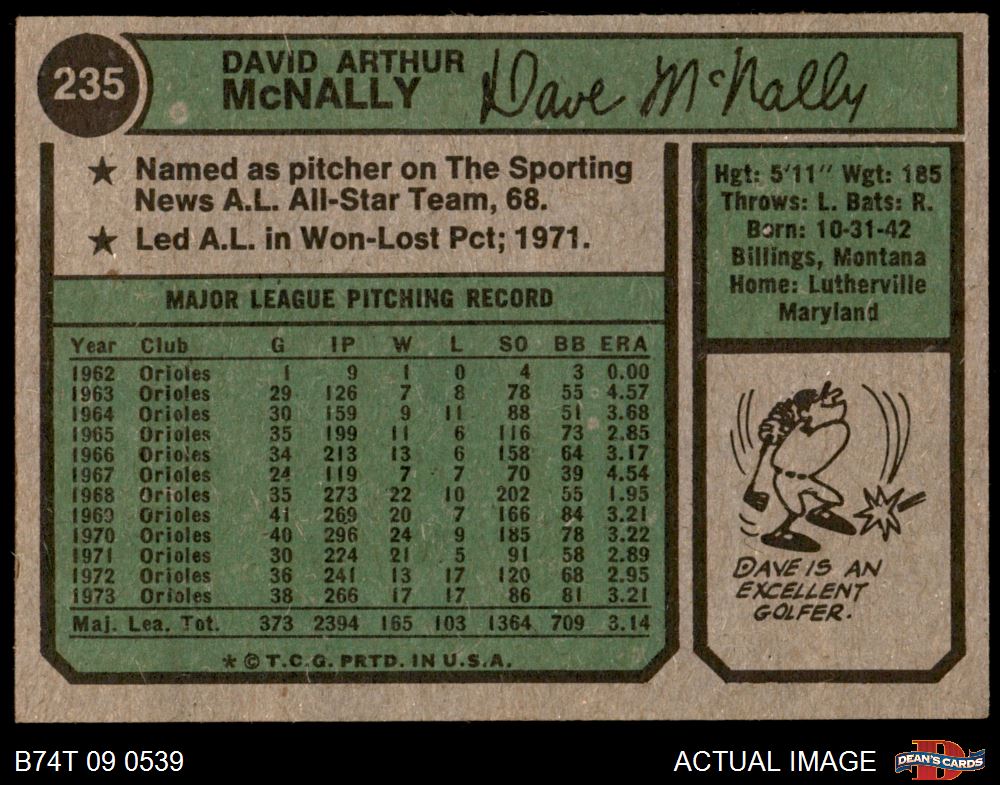 235
DAVID ARTHUR
McNALLY
Dave McNally
★ Named as pitcher on The Sporting
News A.L. All-Star Team, 68.
★ Led A.L. in Won-Lost Pct; 1971.
Hgt: 5'11" Wgt: 185
Throws: L. Bats: R.
Born: 10-31-42
Billings, Montana
Home: Lutherville
Maryland
MAJOR LEAGUE PITCHING RECORD
Year Club G IP W L SO BB ERA
1962 Orioles 1 9 1 0 4 3 0.00
1963 Orioles 29 126 7 8 78 55 4.57
1964 Orioles 30 159 9 11 88 51 3.68
1965 Orioles 35 199 11 6 116 73 2.85
1966 Orioles 34 213 13 6 158 64 3.17
1967 Orioles 24 119 7 7 70 39 4.54
1968 Orioles 35 273 22 10 202 55 1.95
1969 Orioles 41 269 20 7 166 84 3.21
1970 Orioles 40 296 24 9 185 78 3.22
1971 Orioles 30 224 21 5 91 58 2.89
1972 Orioles 36 241 13 17 120 68 2.95
1973 Orioles 38 266 17 17 86 81 3.21
Maj. Lea. Tot. 373 2394 165 103 1364 709 3.14
★ © T.C.G. PRTD. IN U.S.A.
DAVE IS AN
EXCELLENT
GOLFER.
B74T 09 0539
ACTUAL IMAGE
DEAN'S CARDS